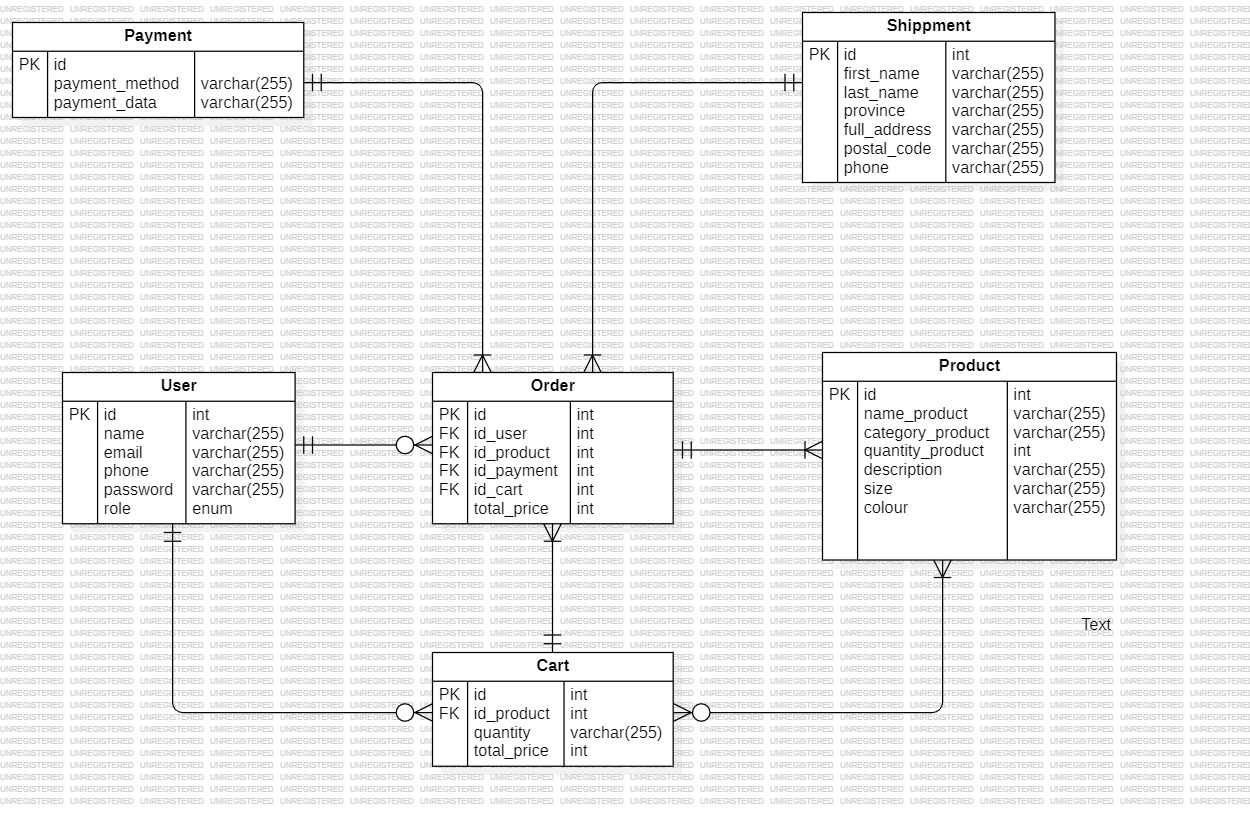 Payment
PK id
payment_method varchar(255)
payment_data varchar(255)
Shippment
PK id int
first_name varchar(255)
last_name varchar(255)
province varchar(255)
full_address varchar(255)
postal_code varchar(255)
phone varchar(255)
User
PK id int
name varchar(255)
email varchar(255)
phone varchar(255)
password varchar(255)
role enum
Order
PK id int
FK id_user int
FK id_product int
FK id_payment int
FK id_cart int
total_price int
Product
PK id int
name_product varchar(255)
category_product varchar(255)
quantity_product int
description varchar(255)
size varchar(255)
colour varchar(255)
Text
Cart
PK id int
FK id_product int
quantity varchar(255)
total_price int
UNREGISTERED